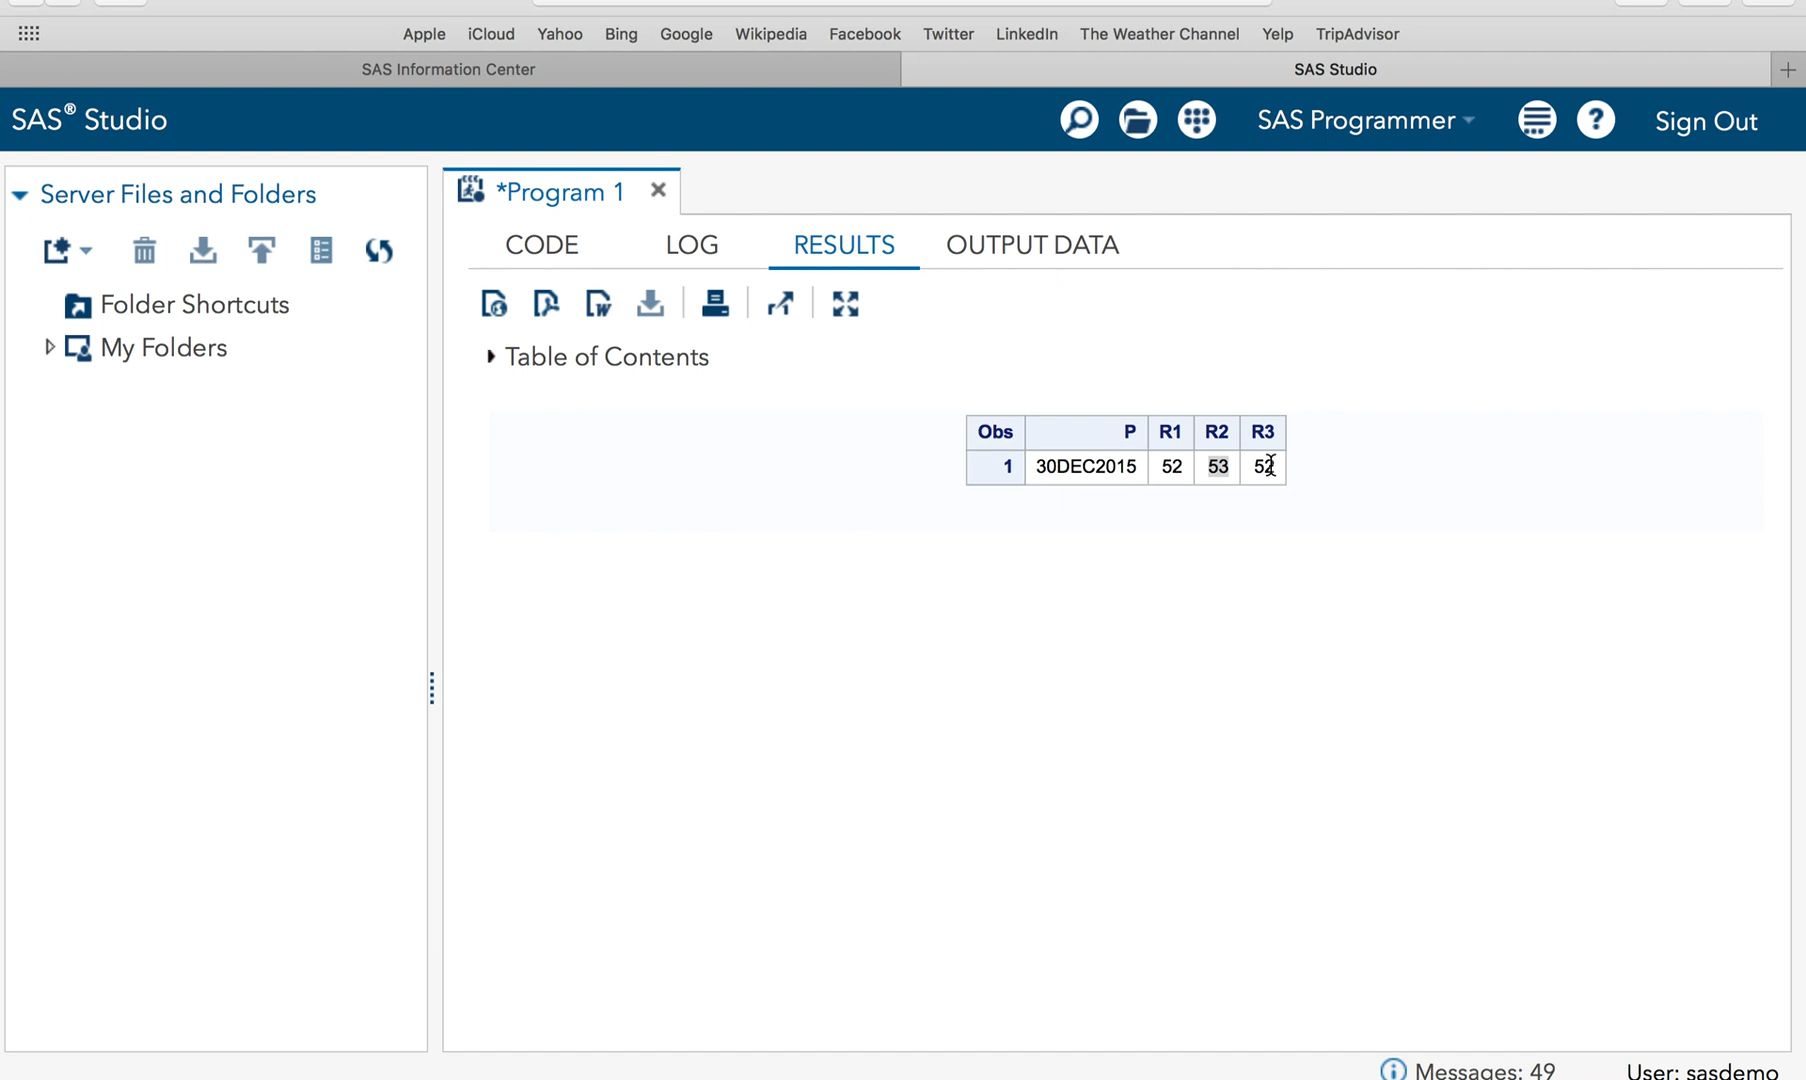 Apple iCloud Yahoo Bing Google Wikipedia Facebook Twitter LinkedIn The Weather Channel Yelp TripAdvisor
SAS Information Center SAS Studio
SAS® Studio SAS Programmer ? Sign Out
Server Files and Folders
*Program 1
CODE LOG RESULTS OUTPUT DATA
Folder Shortcuts
My Folders
Table of Contents
Obs P R1 R2 R3
1 30DEC2015 52 53 52
Messages: 49 User: sasdemo